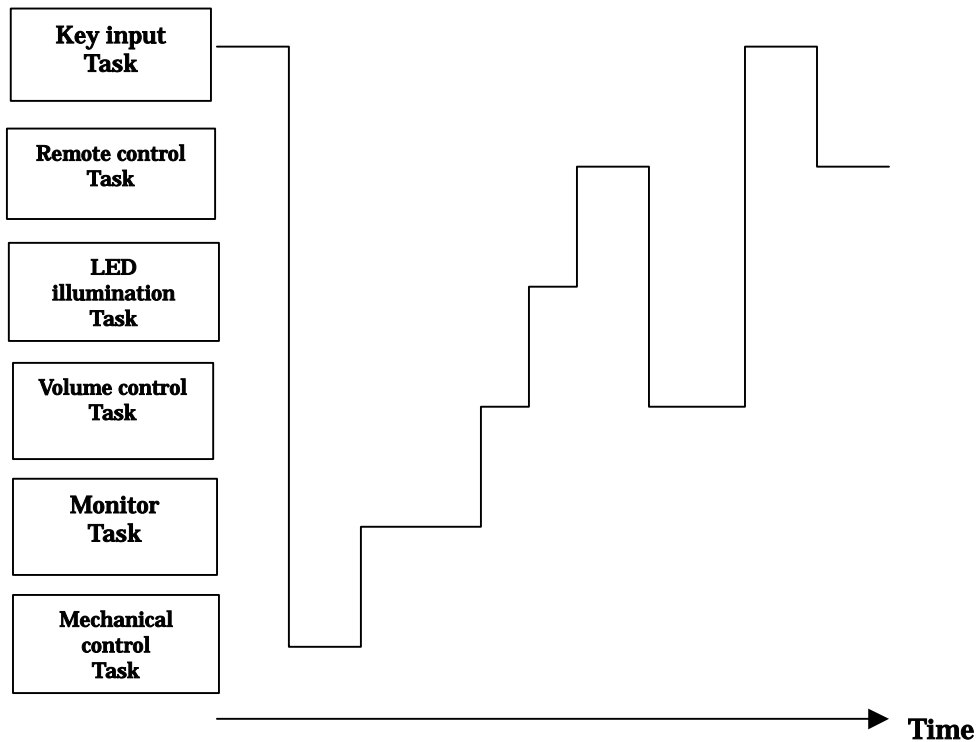 Key input
Task
Remote control
Task
LED
illumination
Task
Volume control
Task
Monitor
Task
Mechanical
control
Task
Time